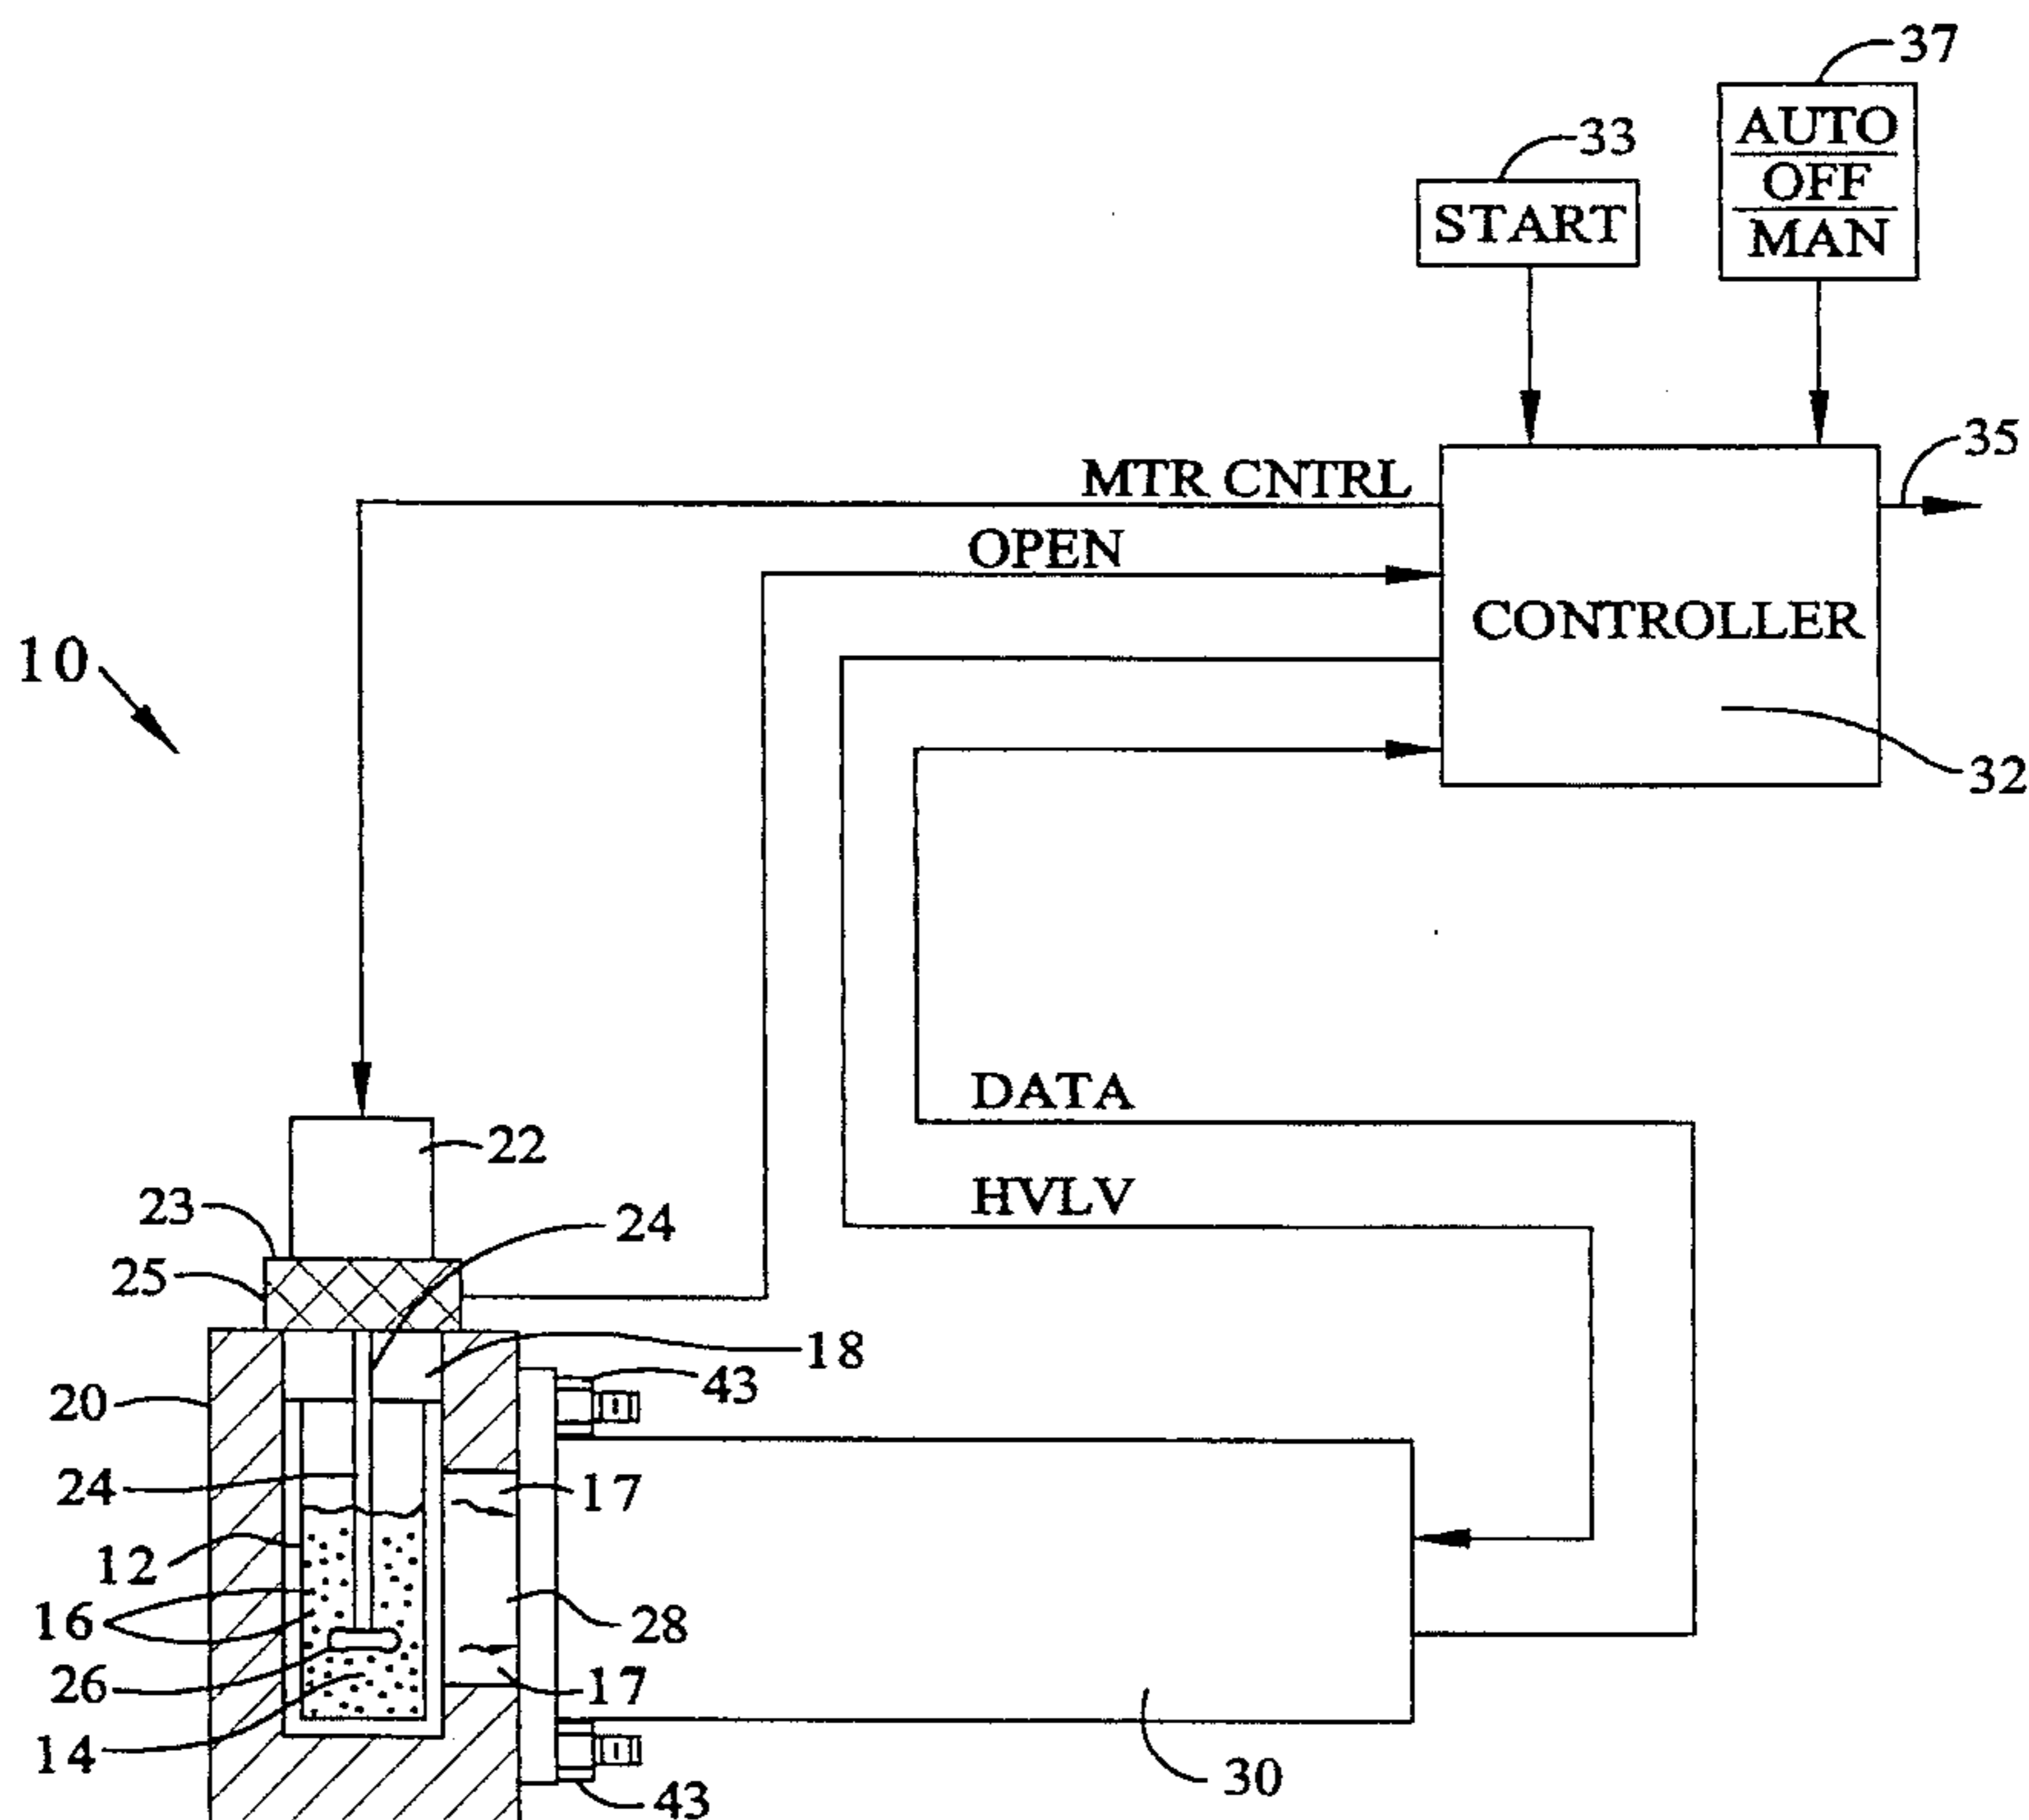 37
AUTO
OFF
MAN
33
START
35
MTR CNTRL
OPEN
CONTROLLER
10
32
DATA
22
HVLV
23
24
25
18
43
20
24
17
12
16
28
26
17
14
30
43